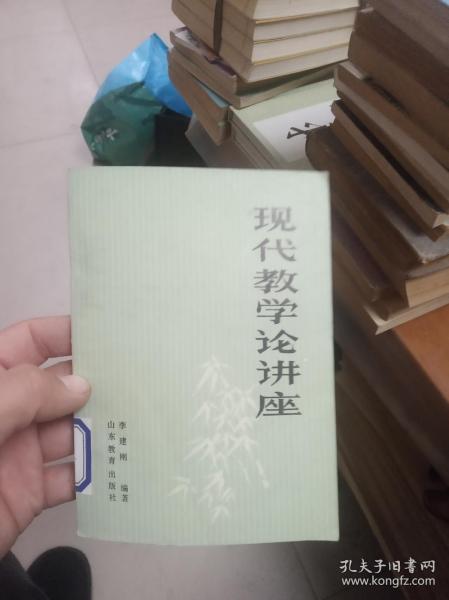 现代教学论讲座
李建刚 编著
山东教育出版社
孔夫子旧书网
www.kongfz.com